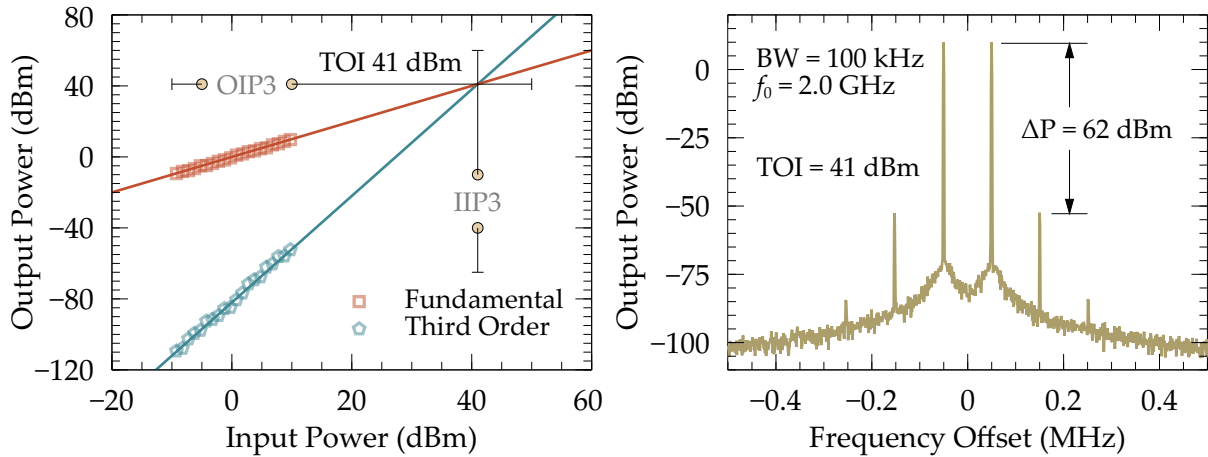 Output Power (dBm)
80
40
0
−40
−80
−120
TOI 41 dBm
OIP3
IIP3
Fundamental
Third Order
−20
0
20
40
60
Input Power (dBm)
Output Power (dBm)
0
−25
−50
−75
−100
BW = 100 kHz
f0 = 2.0 GHz
ΔP = 62 dBm
TOI = 41 dBm
−0.4
−0.2
0
0.2
0.4
Frequency Offset (MHz)